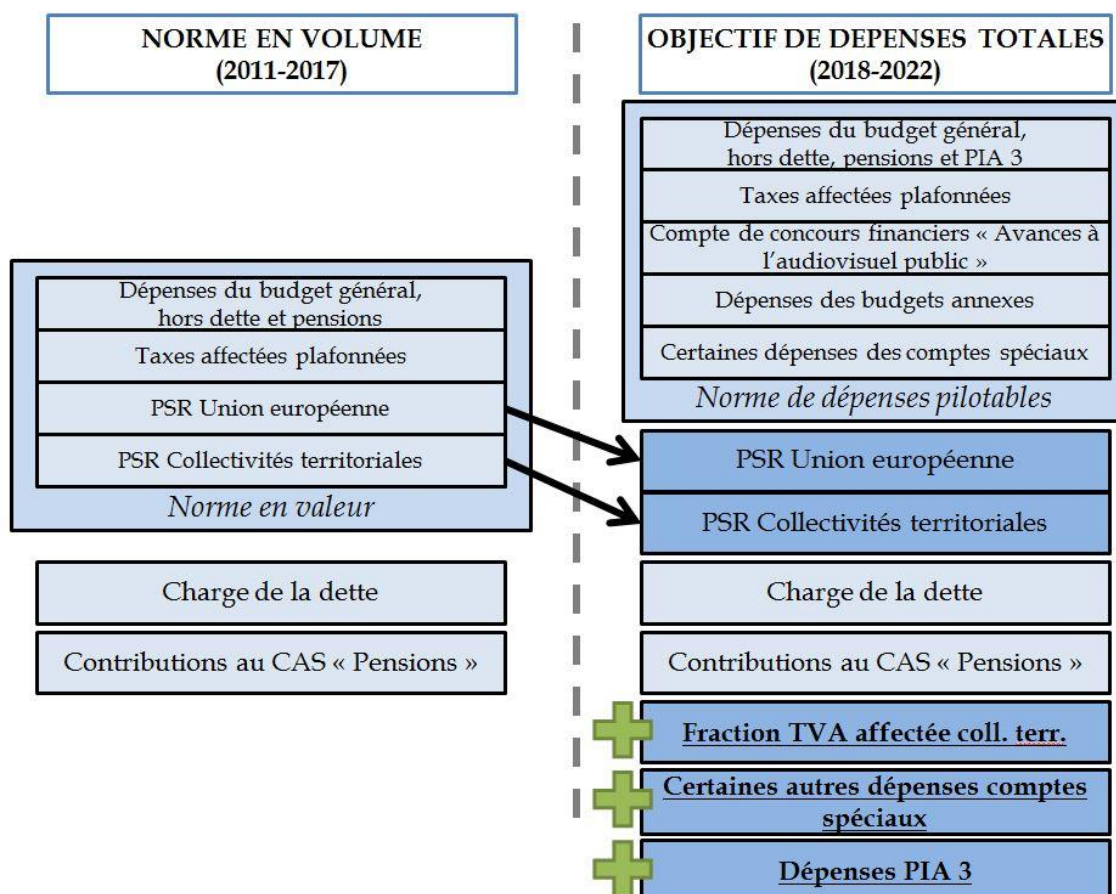 NORME EN VOLUME
(2011-2017)
Dépenses du budget général,
hors dette et pensions
Taxes affectées plafonnées
PSR Union européenne
PSR Collectivités territoriales
Norme en valeur
Charge de la dette
Contributions au CAS « Pensions »
OBJECTIF DE DEPENSES TOTALES
(2018-2022)
Dépenses du budget général,
hors dette, pensions et PIA 3
Taxes affectées plafonnées
Compte de concours financiers « Avances à
l'audiovisuel public »
Dépenses des budgets annexes
Certaines dépenses des comptes spéciaux
Norme de dépenses pilotables
PSR Union européenne
PSR Collectivités territoriales
Charge de la dette
Contributions au CAS « Pensions »
Fraction TVA affectée coll. terr.
Certaines autres dépenses comptes
spéciaux
Dépenses PIA 3